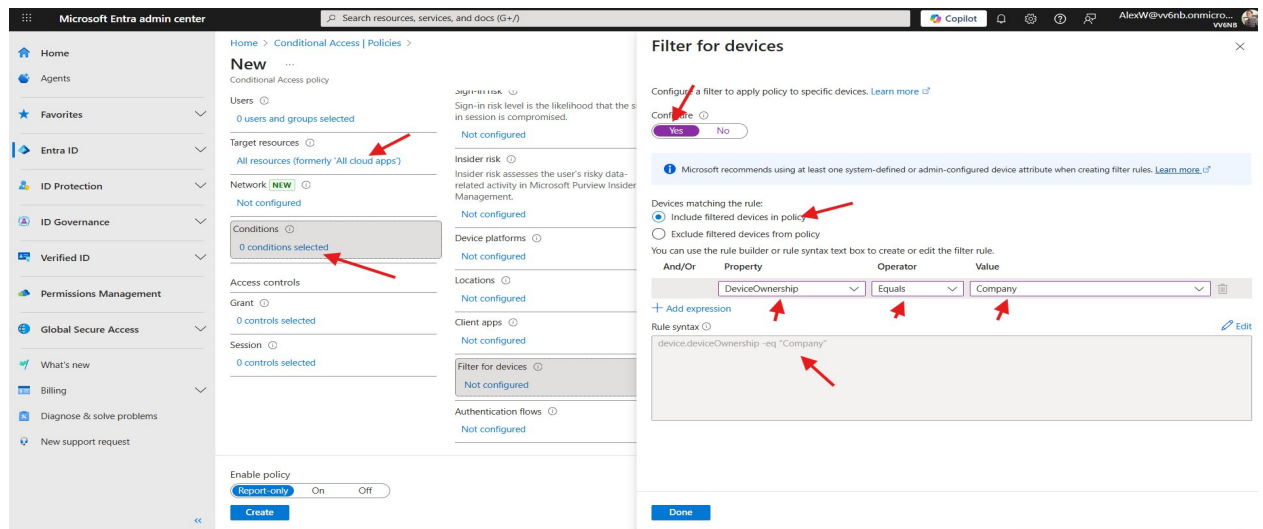 Microsoft Entra admin center
Search resources, services, and docs (G+/)
Copilot
AlexW@vv6nb.onmicro...
VV6NB
Home
Agents
Favorites
Entra ID
ID Protection
ID Governance
Verified ID
Permissions Management
Global Secure Access
What's new
Billing
Diagnose & solve problems
New support request
Home > Conditional Access | Policies >
New ...
Conditional Access policy
Users
0 users and groups selected
Target resources
All resources (formerly 'All cloud apps')
Network NEW
Not configured
Conditions
0 conditions selected
Access controls
Grant
0 controls selected
Session
0 controls selected
Enable policy
Report-only On Off
Create
Sign-in risk
Sign-in risk level is the likelihood that the s
in session is compromised.
Not configured
Insider risk
Insider risk assesses the user's risky data-
related activity in Microsoft Purview Insider
Management.
Not configured
Device platforms
Not configured
Locations
Not configured
Client apps
Not configured
Filter for devices
Not configured
Authentication flows
Not configured
Filter for devices
Configure a filter to apply policy to specific devices. Learn more
Configure
Yes No
Microsoft recommends using at least one system-defined or admin-configured device attribute when creating filter rules. Learn more
Devices matching the rule:
Include filtered devices in policy
Exclude filtered devices from policy
You can use the rule builder or rule syntax text box to create or edit the filter rule.
And/Or Property Operator Value
DeviceOwnership Equals Company
+ Add expression
Rule syntax
Edit
device.deviceOwnership -eq "Company"
Done